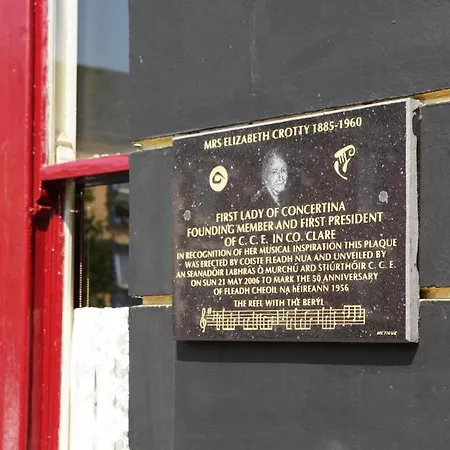 MRS ELIZABETH CROTTY 1885-1960
FIRST LADY OF CONCERTINA
FOUNDING MEMBER AND FIRST PRESIDENT
OF C. C. E. IN CO. CLARE
IN RECOGNITION OF HER MUSICAL INSPIRATION THIS PLAQUE
WAS ERECTED BY COISTE FLEADH NUA AND UNVEILED BY
AN SEANADÓIR LABHRÁS Ó MURCHÚ ARD STIÚRTHÓIR C. C. E.
ON SUN 21 MAY 2006 TO MARK THE 50 ANNIVERSARY
OF FLEADH CHEOIL NA HÉIREANN 1956
THE REEL WITH THE BERYL